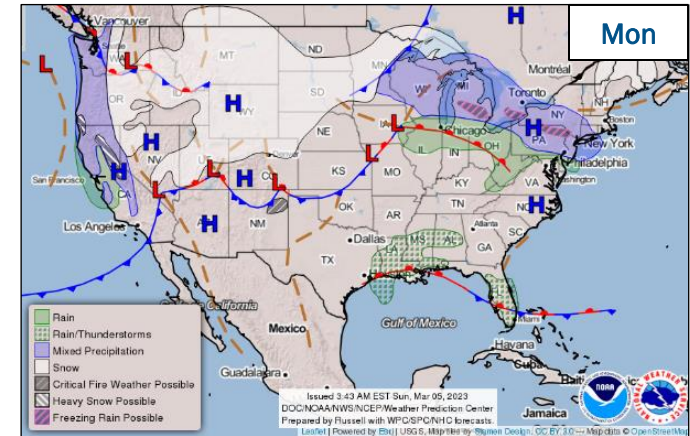 Mon
Vancouver
Seattle
WA
MT
ND
MN
Montréal
OR
ID
WY
SD
WI
MI
Toronto
NH
NY
Boston
Chicago
NE
PA
New York
Philadelphia
San Francisco
NV
CO
Denver
KS
MO
IL
IN
OH
Washington
CA
KY
VA
Los Angeles
NM
OK
AR
TN
NC
Atlanta
SC
Dallas
MS
AL
GA
TX
LA
Miami
Gulf of Mexico
Mexico
Havana
Cuba
Guadalajara
Jamaica
H
H
H
H
H
H
H
H
H
L
L
L
L
L
L
L
Rain
Rain/Thunderstorms
Mixed Precipitation
Snow
Critical Fire Weather Possible
Heavy Snow Possible
Freezing Rain Possible
Issued 3:43 AM EST Sun, Mar 05, 2023
DOC/NOAA/NWS/NCEP/Weather Prediction Center
Prepared by Russell with WPC/SPC/NHC forecasts.
Leaflet | Powered by Esri | USGS, Map tiles by Stamen Design, CC BY 3.0 — Map data © OpenStreetMap
NOAA